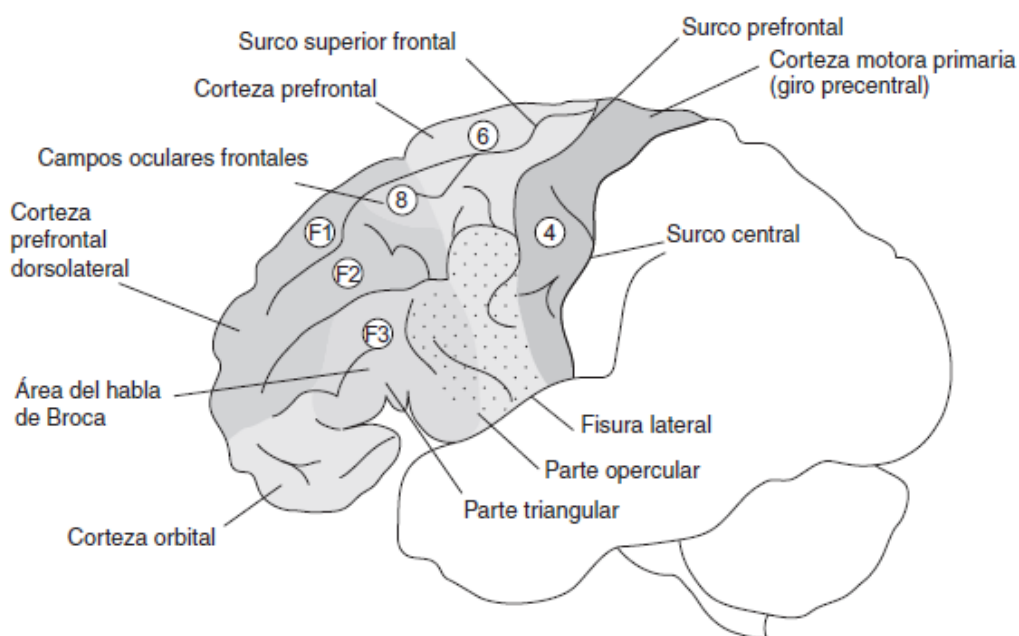 Surco superior frontal
Surco prefrontal
Corteza motora primaria
(giro precentral)
Corteza prefrontal
6
Campos oculares frontales
8
Corteza
prefrontal
dorsolateral
F1
4
Surco central
F2
F3
Área del habla
de Broca
Fisura lateral
Parte opercular
Parte triangular
Corteza orbital